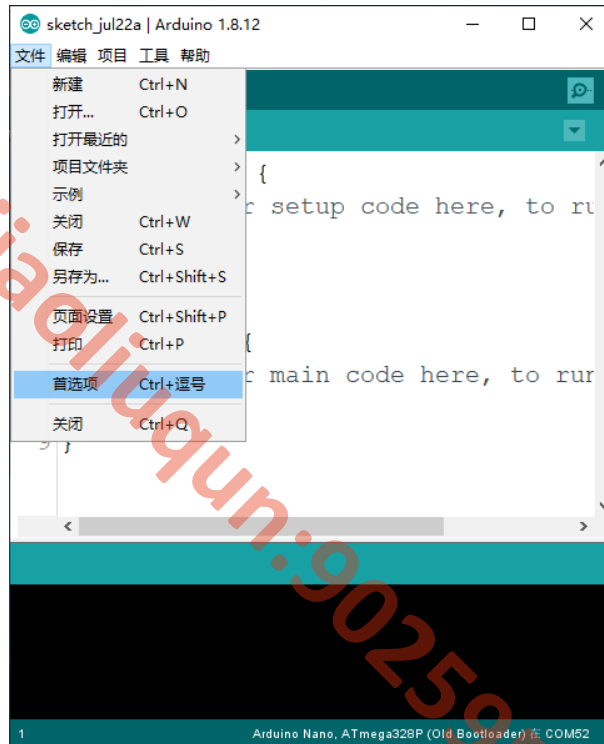 sketch_jul22a | Arduino 1.8.12
文件 编辑 项目 工具 帮助
新建 Ctrl+N
打开... Ctrl+O
打开最近的
项目文件夹
示例
关闭 Ctrl+W
保存 Ctrl+S
另存为... Ctrl+Shift+S
页面设置 Ctrl+Shift+P
打印 Ctrl+P
首选项 Ctrl+逗号
关闭 Ctrl+Q
{
r setup code here, to ru
{
r main code here, to run
9 }
1 Arduino Nano, ATmega328P (Old Bootloader) 在 COM52
iaoliuqun:90259